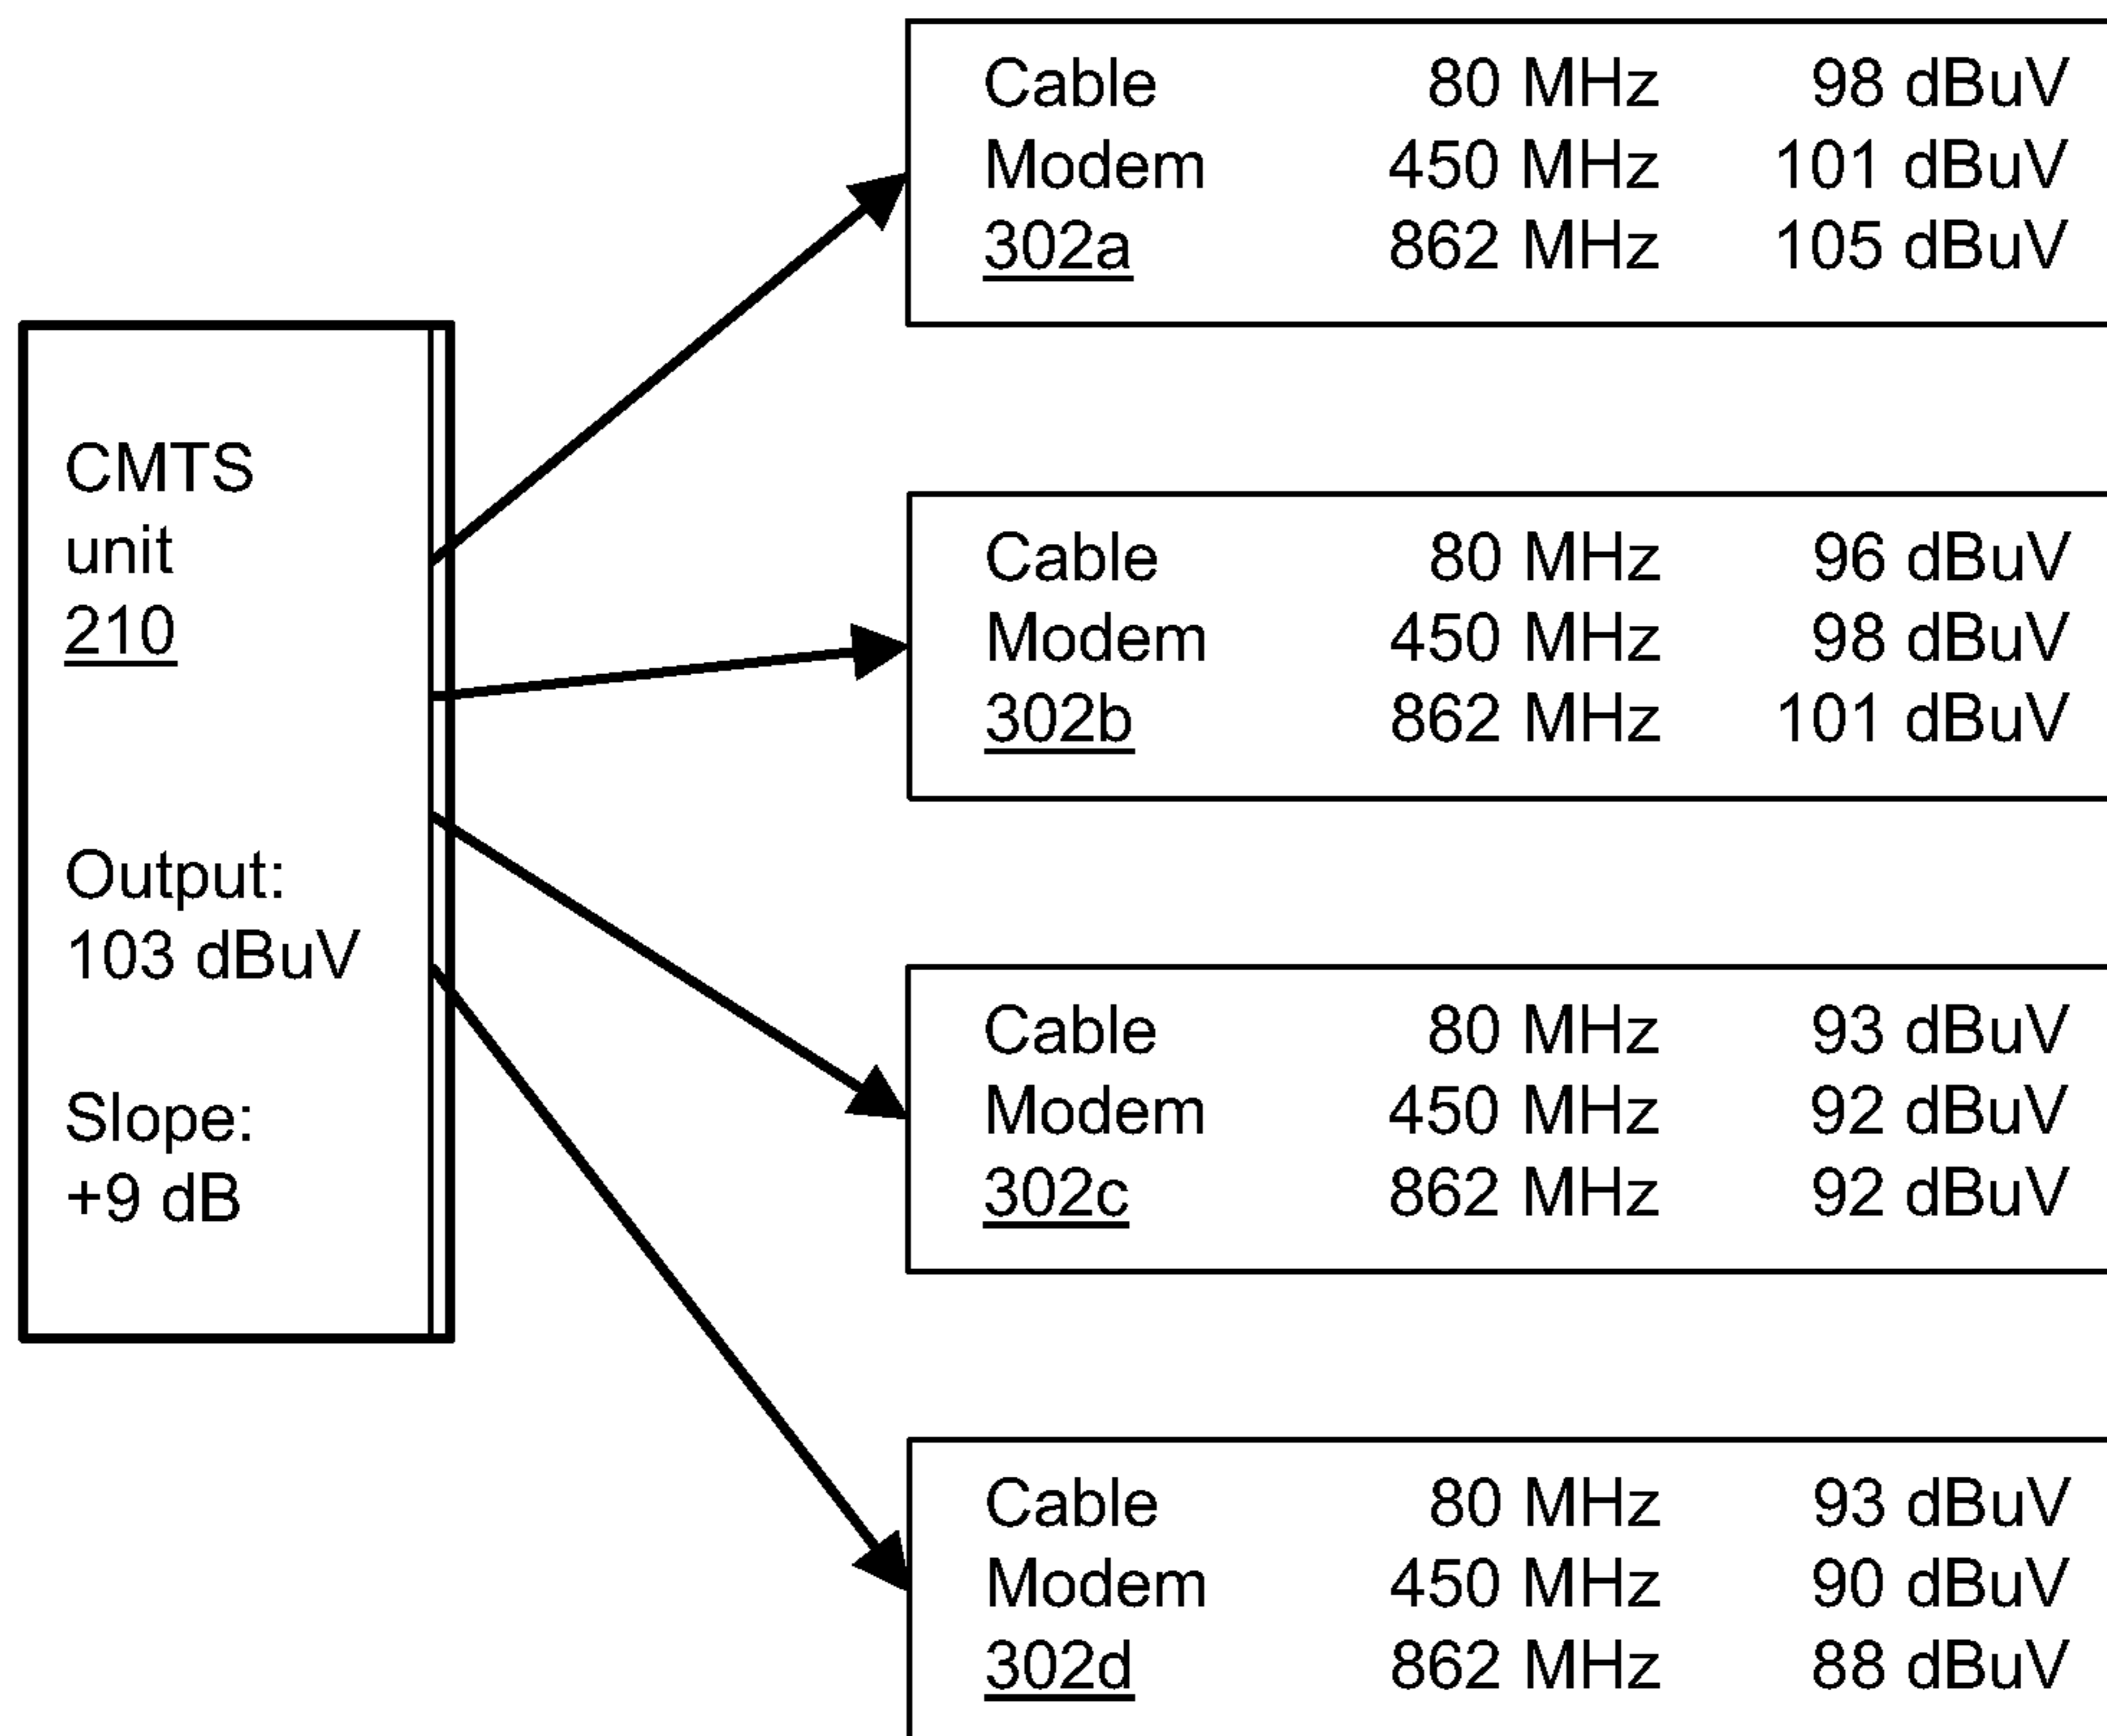 CMTS
unit
210
Output:
103 dBuV
Slope:
+9 dB
Cable 80 MHz 98 dBuV
Modem 450 MHz 101 dBuV
302a 862 MHz 105 dBuV
Cable 80 MHz 96 dBuV
Modem 450 MHz 98 dBuV
302b 862 MHz 101 dBuV
Cable 80 MHz 93 dBuV
Modem 450 MHz 92 dBuV
302c 862 MHz 92 dBuV
Cable 80 MHz 93 dBuV
Modem 450 MHz 90 dBuV
302d 862 MHz 88 dBuV